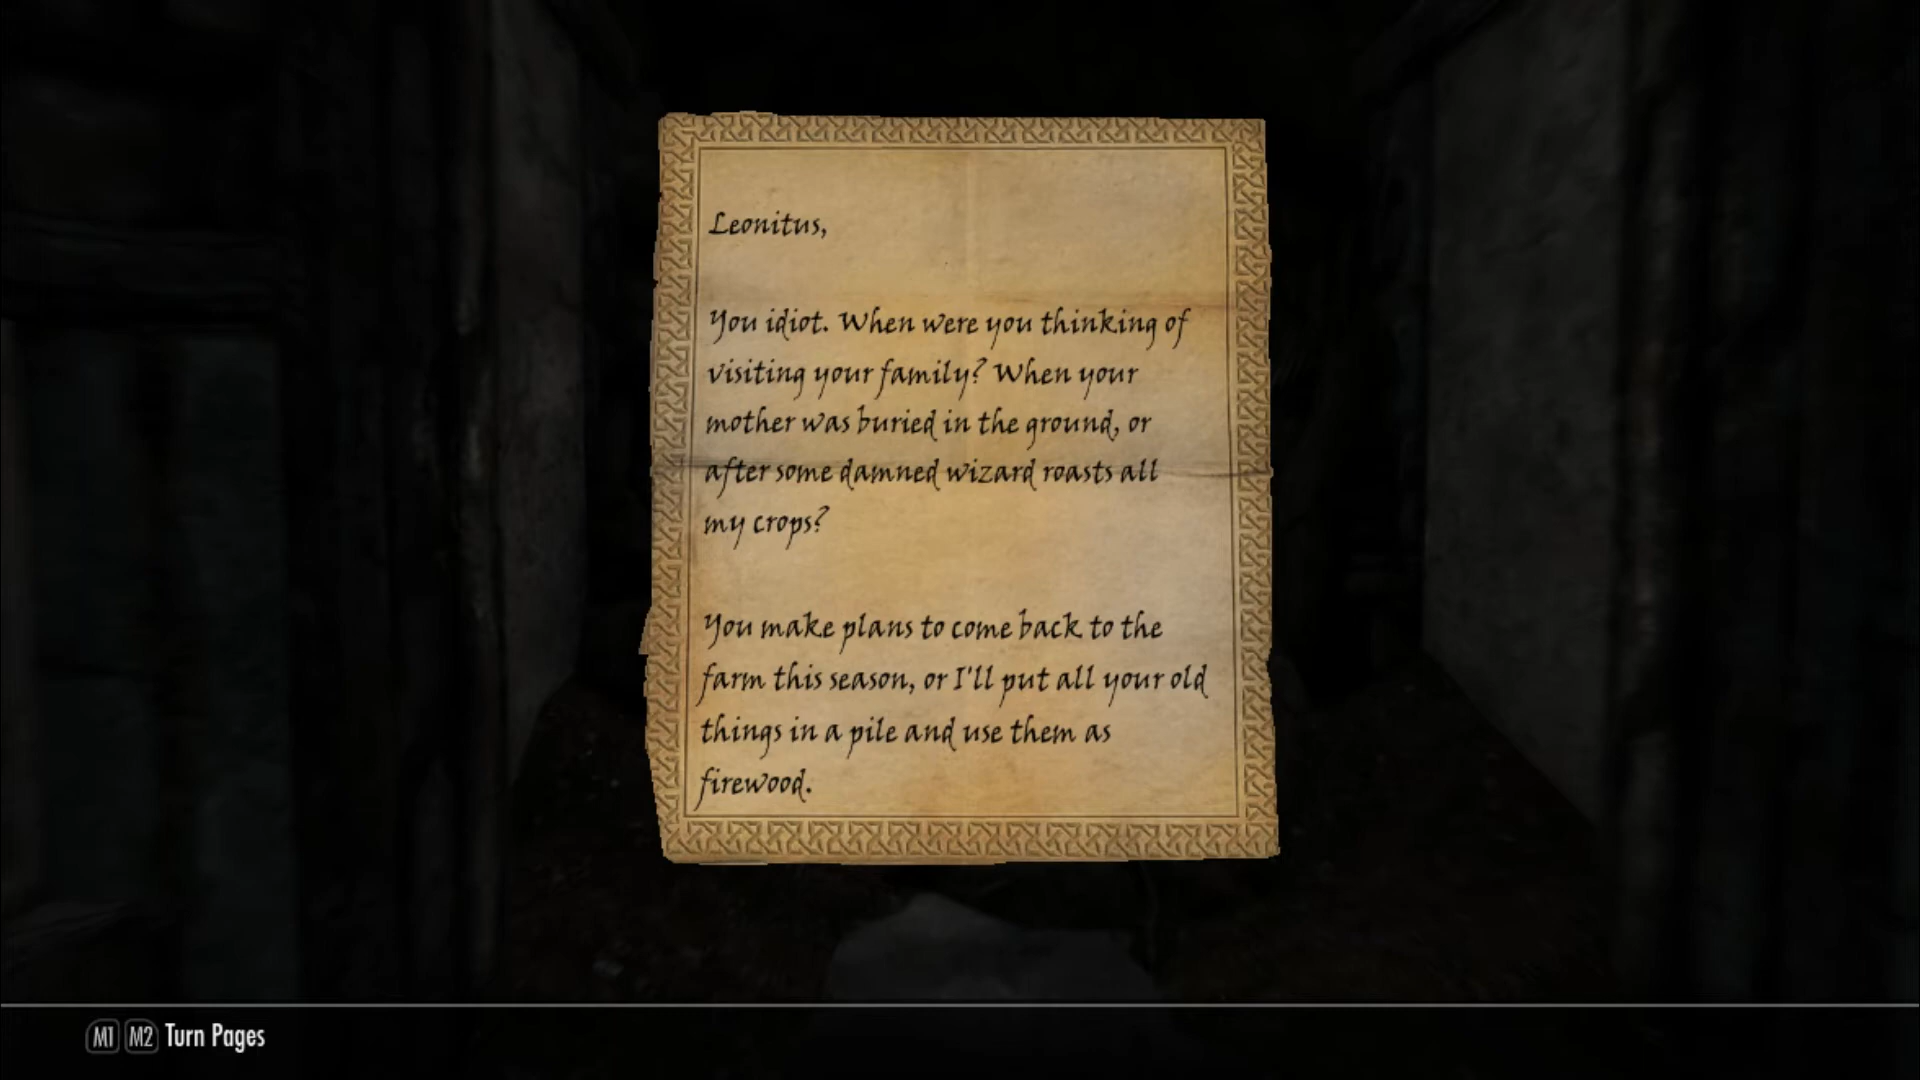 Leonitus,
You idiot. When were you thinking of
visiting your family? When your
mother was buried in the ground, or
after some damned wizard roasts all
my crops?
You make plans to come back to the
farm this season, or I'll put all your old
things in a pile and use them as
firewood.
M1 M2 Turn Pages